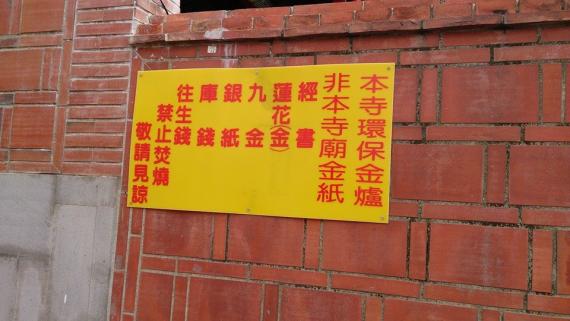 本寺環保金爐
非本寺廟金紙
經書
蓮花(金)
九金
銀紙
庫錢
往生錢
禁止焚燒
敬請見諒